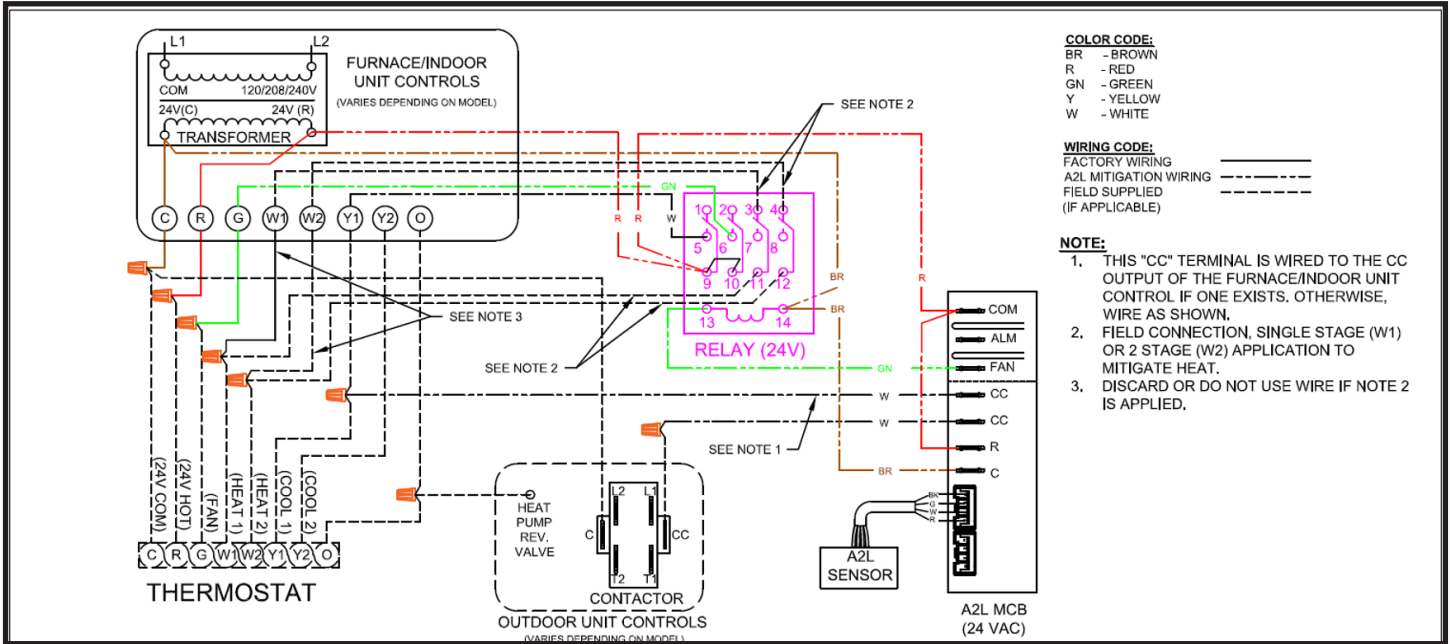 L1
L2
COM
120/208/240V
24V(C)
24V (R)
TRANSFORMER
FURNACE/INDOOR
UNIT CONTROLS
(VARIES DEPENDING ON MODEL)
C
R
G
W1
W2
Y1
Y2
O
SEE NOTE 2
GN
W
R
R
1
2
3
4
5
6
7
8
9
10
11
12
13
14
RELAY (24V)
BR
BR
R
SEE NOTE 3
SEE NOTE 2
GN
W
W
SEE NOTE 1
BR
COM
ALM
FAN
CC
CC
R
C
BK
G
W
R
A2L
SENSOR
A2L MCB
(24 VAC)
(24V COM)
(24V HOT)
(FAN)
(HEAT 1)
(HEAT 2)
(COOL 1)
(COOL 2)
C
R
G
W1
W2
Y1
Y2
O
THERMOSTAT
HEAT
PUMP
REV.
VALVE
L2
L1
C
CC
T2
T1
CONTACTOR
OUTDOOR UNIT CONTROLS
(VARIES DEPENDING ON MODEL)
COLOR CODE:
BR - BROWN
R - RED
GN - GREEN
Y - YELLOW
W - WHITE
WIRING CODE:
FACTORY WIRING
A2L MITIGATION WIRING
FIELD SUPPLIED
(IF APPLICABLE)
NOTE:
1. THIS "CC" TERMINAL IS WIRED TO THE CC
OUTPUT OF THE FURNACE/INDOOR UNIT
CONTROL IF ONE EXISTS. OTHERWISE,
WIRE AS SHOWN.
2. FIELD CONNECTION, SINGLE STAGE (W1)
OR 2 STAGE (W2) APPLICATION TO
MITIGATE HEAT.
3. DISCARD OR DO NOT USE WIRE IF NOTE 2
IS APPLIED.